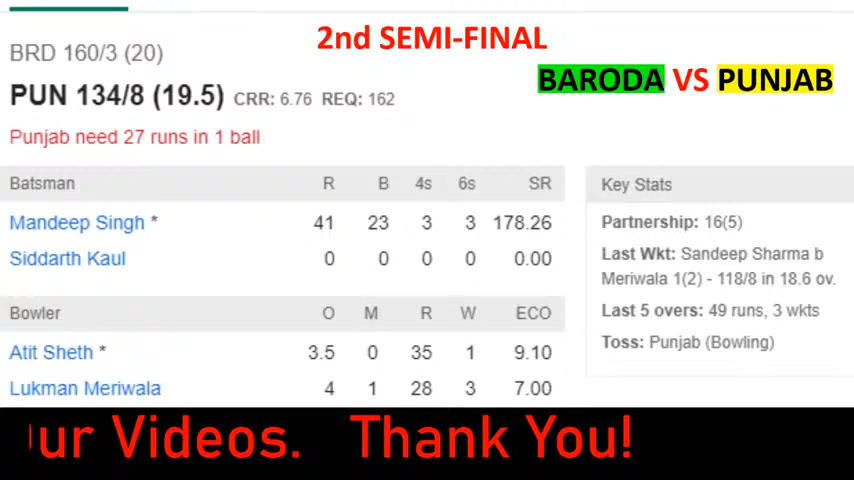 2nd SEMI-FINAL
BRD 160/3 (20)
BARODA VS PUNJAB
PUN 134/8 (19.5) CRR: 6.76 REQ: 162
Punjab need 27 runs in 1 ball
Batsman R B 4s 6s SR
Mandeep Singh * 41 23 3 3 178.26
Siddarth Kaul 0 0 0 0 0.00
Bowler O M R W ECO
Atit Sheth * 3.5 0 35 1 9.10
Lukman Meriwala 4 1 28 3 7.00
Key Stats
Partnership: 16(5)
Last Wkt: Sandeep Sharma b
Meriwala 1(2) - 118/8 in 18.6 ov.
Last 5 overs: 49 runs, 3 wkts
Toss: Punjab (Bowling)
ur Videos. Thank You!